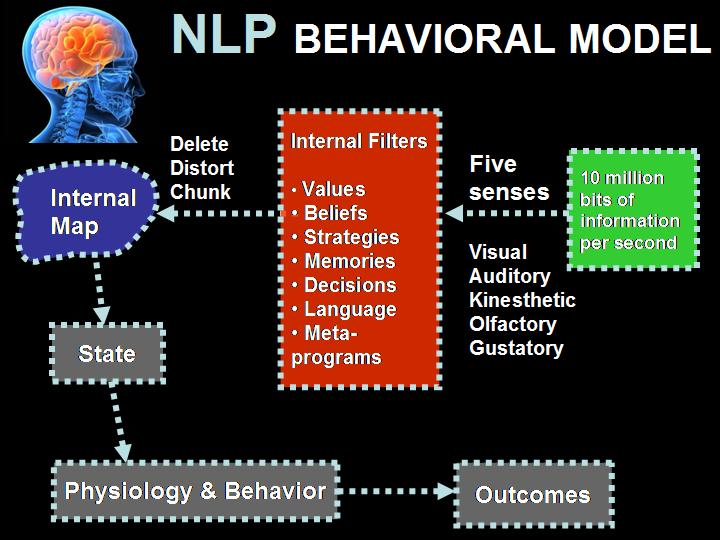 NLP BEHAVIORAL MODEL
Delete
Distort
Chunk
Internal Filters
• Values
• Beliefs
• Strategies
• Memories
• Decisions
• Language
• Meta-
programs
Five
senses
Visual
Auditory
Kinesthetic
Olfactory
Gustatory
10 million
bits of
information
per second
Internal
Map
State
Physiology & Behavior
Outcomes